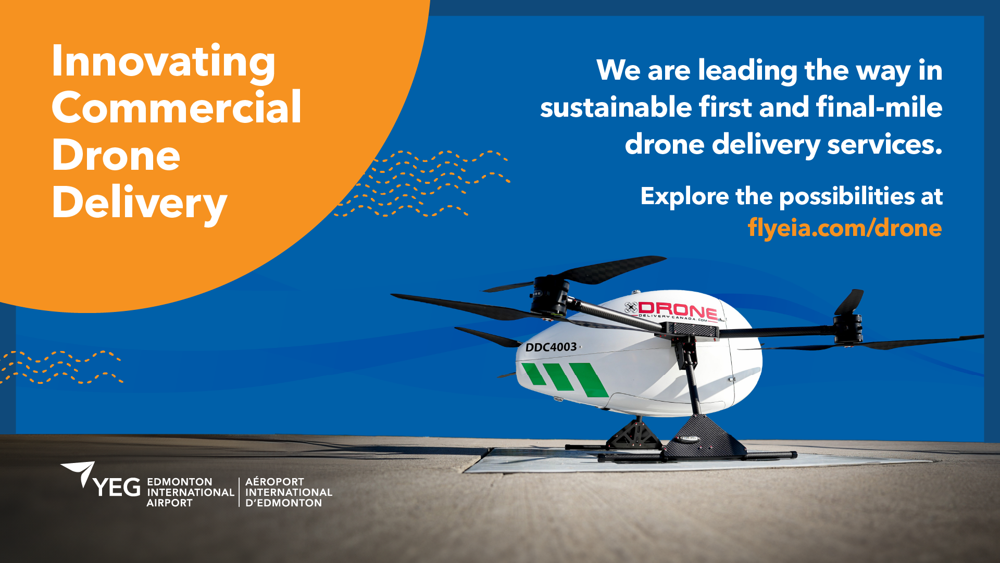 Innovating
Commercial
Drone
Delivery
We are leading the way in
sustainable first and final-mile
drone delivery services.
Explore the possibilities at
flyeia.com/drone
DRONE
DELIVERY CANADA.COM
DDC4003
YEG
EDMONTON
INTERNATIONAL
AIRPORT
AÉROPORT
INTERNATIONAL
D'EDMONTON